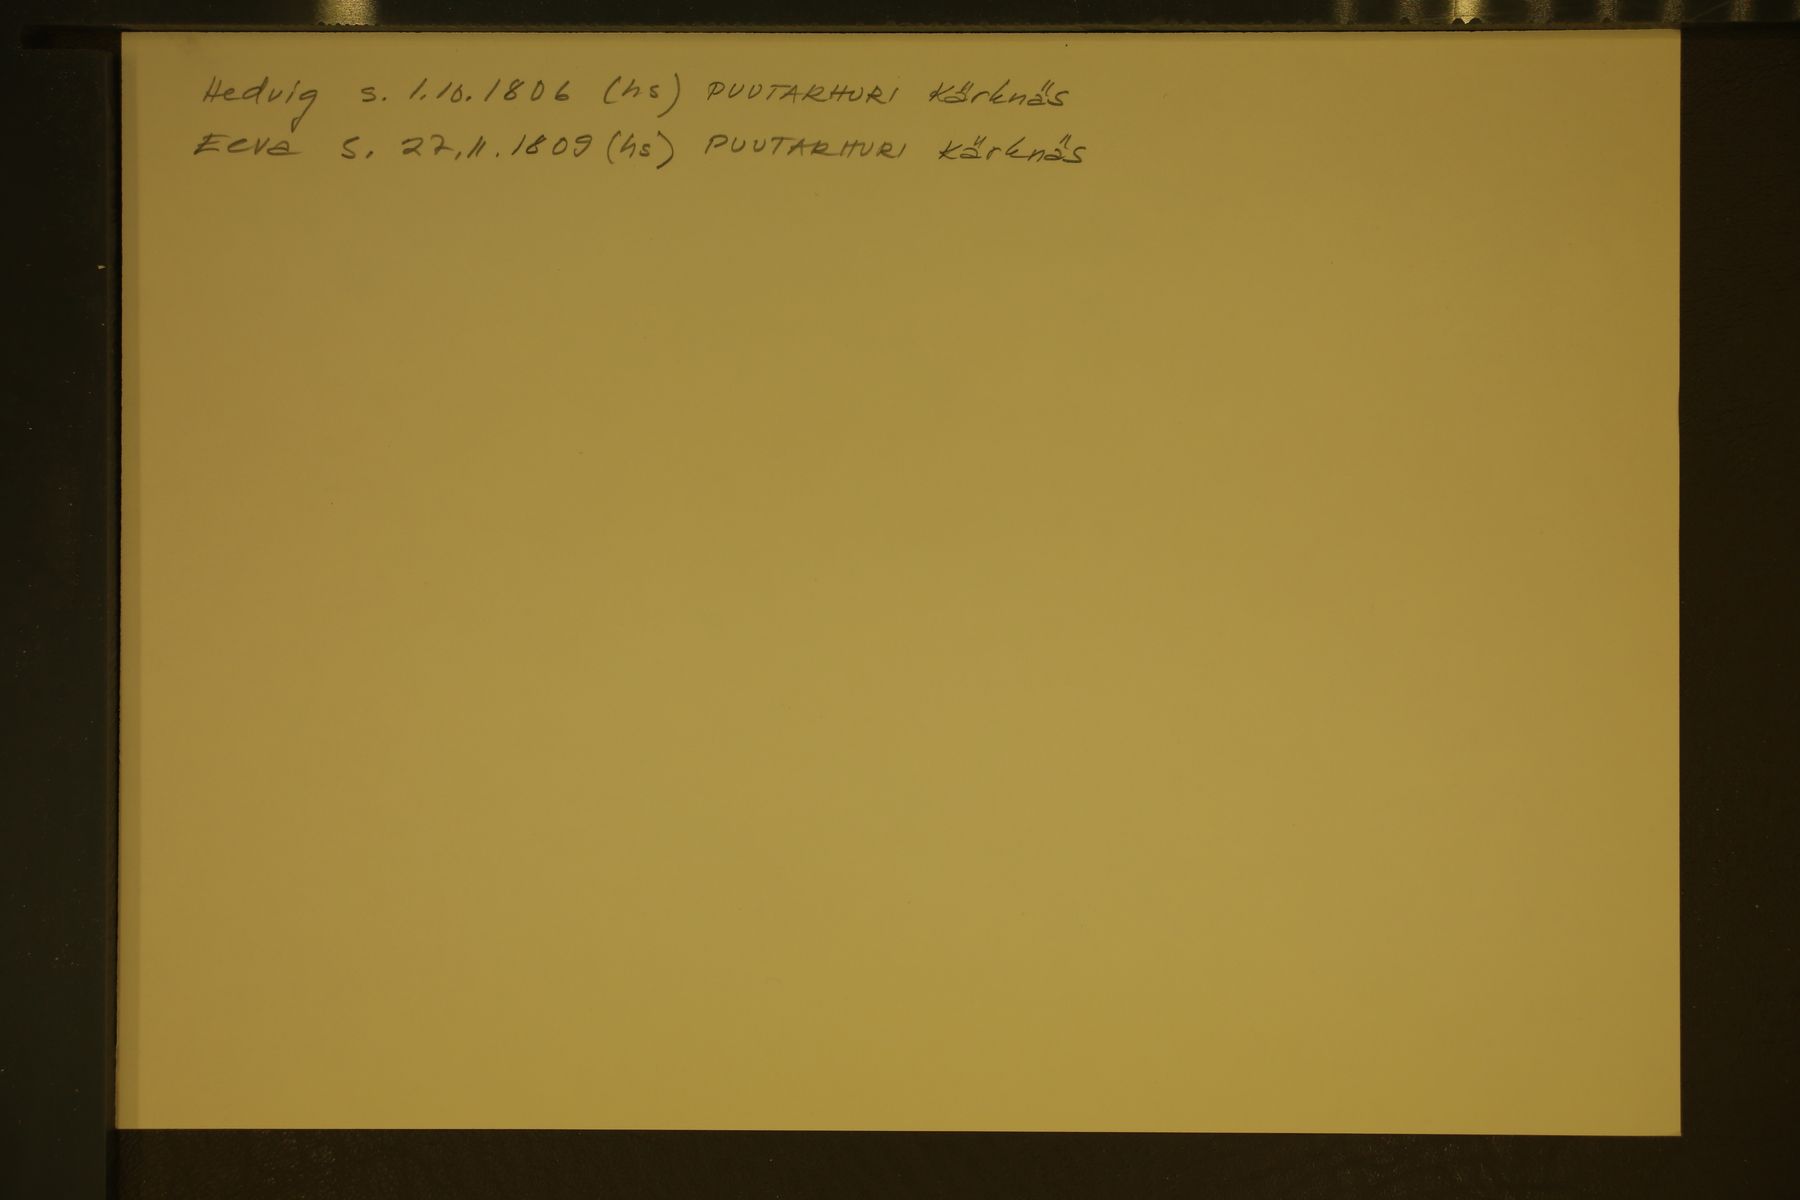 Hedvig s. 1.10.1806 (hs) PUUTARHURI Kärknäs
Eeva s. 27.11.1809 (hs) PUUTARHURI Kärknäs